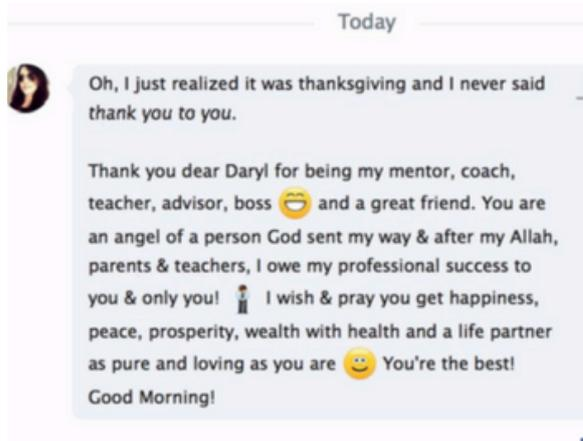 Today
Oh, I just realized it was thanksgiving and I never said
thank you to you.
Thank you dear Daryl for being my mentor, coach,
teacher, advisor, boss 😁 and a great friend. You are
an angel of a person God sent my way & after my Allah,
parents & teachers, I owe my professional success to
you & only you! I wish & pray you get happiness,
peace, prosperity, wealth with health and a life partner
as pure and loving as you are 🙂 You're the best!
Good Morning!